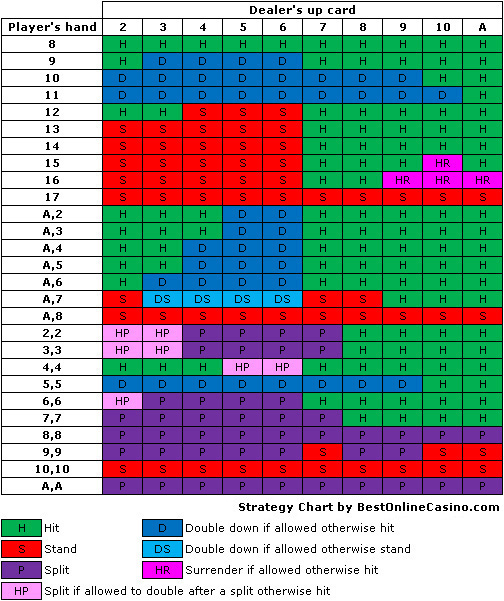 Dealer's up card
Player's hand 2 3 4 5 6 7 8 9 10 A
8 H H H H H H H H H H
9 H D D D D H H H H H
10 D D D D D D D D H H
11 D D D D D D D D D H
12 H H S S S H H H H H
13 S S S S S H H H H H
14 S S S S S H H H H H
15 S S S S S H H H HR H
16 S S S S S H H HR HR HR
17 S S S S S S S S S S
A,2 H H H D D H H H H H
A,3 H H H D D H H H H H
A,4 H H D D D H H H H H
A,5 H H D D D H H H H H
A,6 H D D D D H H H H H
A,7 S DS DS DS DS S S H H H
A,8 S S S S S S S S S S
2,2 HP HP P P P P H H H H
3,3 HP HP P P P P H H H H
4,4 H H H HP HP H H H H H
5,5 D D D D D D D D H H
6,6 HP P P P P H H H H H
7,7 P P P P P P H H H H
8,8 P P P P P P P P P P
9,9 P P P P P S P P S S
10,10 S S S S S S S S S S
A,A P P P P P P P P P P
Strategy Chart by BestOnlineCasino.com
H Hit D Double down if allowed otherwise hit
S Stand DS Double down if allowed otherwise stand
P Split HR Surrender if allowed otherwise hit
HP Split if allowed to double after a split otherwise hit